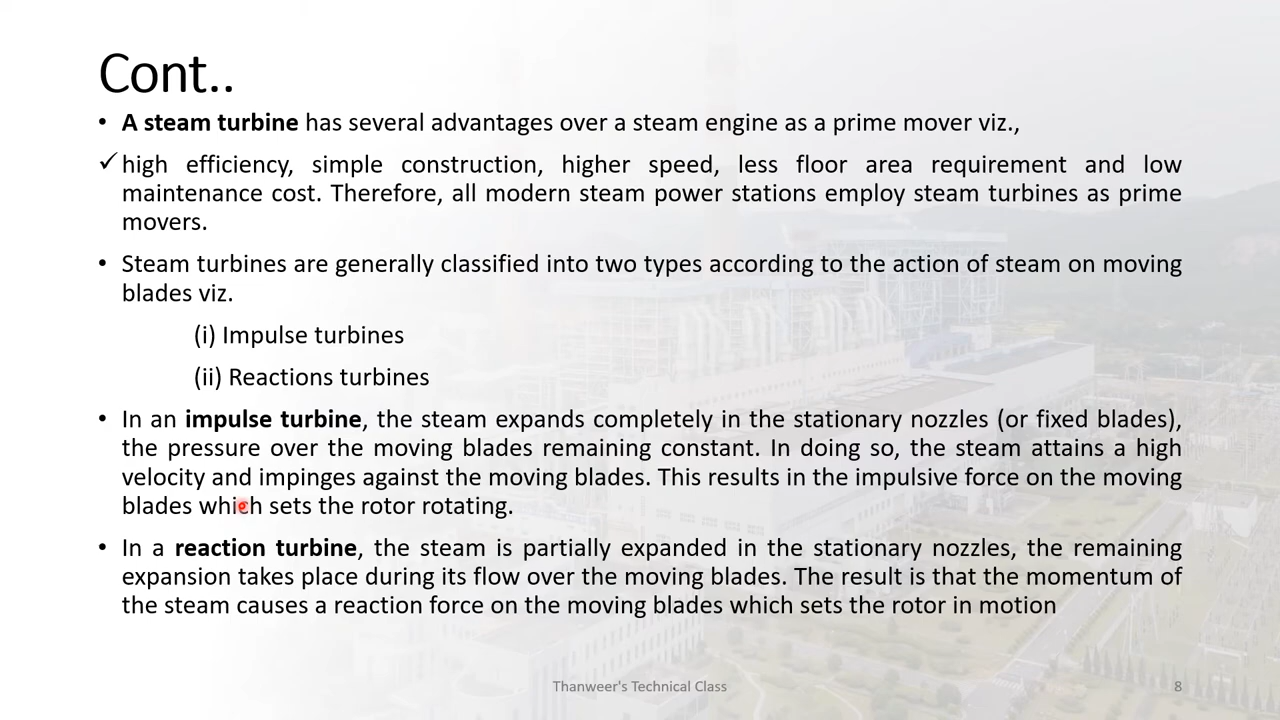 Cont..
• A steam turbine has several advantages over a steam engine as a prime mover viz.,
✓ high efficiency, simple construction, higher speed, less floor area requirement and low
maintenance cost. Therefore, all modern steam power stations employ steam turbines as prime
movers.
• Steam turbines are generally classified into two types according to the action of steam on moving
blades viz.
(i) Impulse turbines
(ii) Reactions turbines
• In an impulse turbine, the steam expands completely in the stationary nozzles (or fixed blades),
the pressure over the moving blades remaining constant. In doing so, the steam attains a high
velocity and impinges against the moving blades. This results in the impulsive force on the moving
blades which sets the rotor rotating.
• In a reaction turbine, the steam is partially expanded in the stationary nozzles, the remaining
expansion takes place during its flow over the moving blades. The result is that the momentum of
the steam causes a reaction force on the moving blades which sets the rotor in motion
Thanweer's Technical Class
8